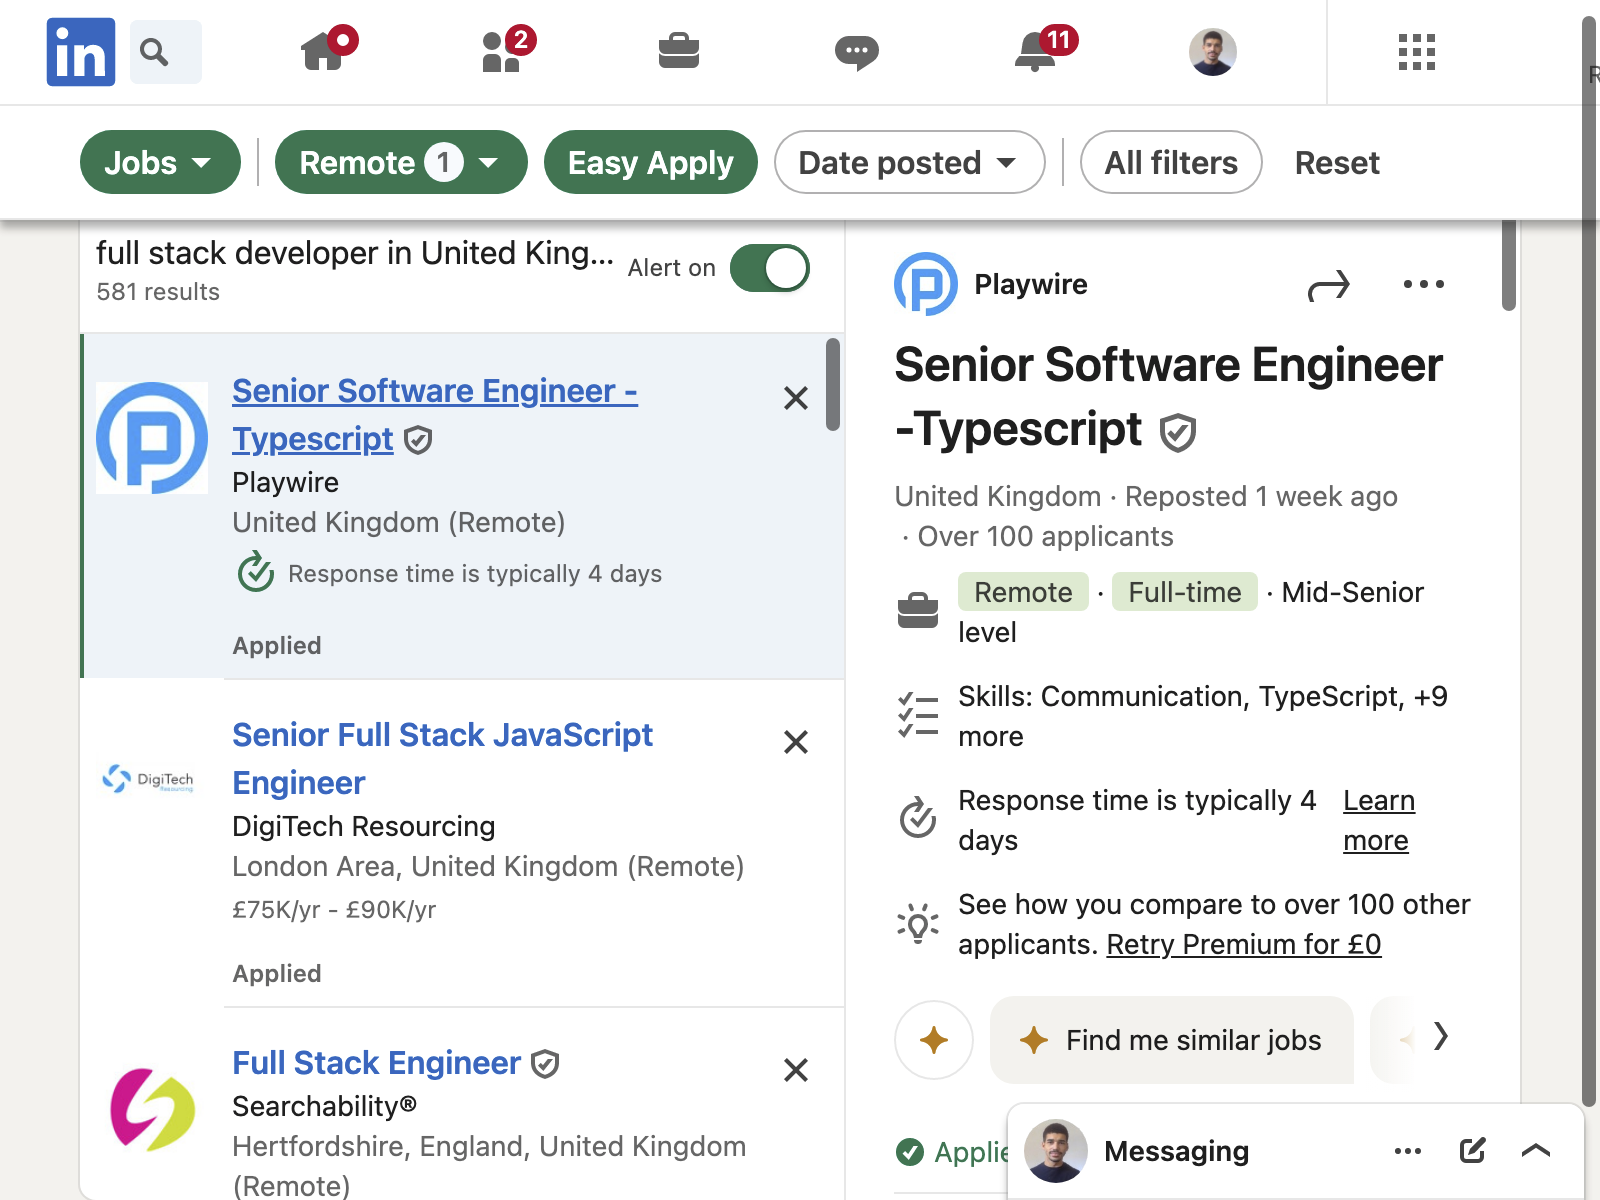 in
2
11
R
Jobs
Remote 1
Easy Apply
Date posted
All filters
Reset
full stack developer in United King...
581 results
Alert on
Senior Software Engineer -
Typescript
Playwire
United Kingdom (Remote)
Response time is typically 4 days
Applied
DigiTech
Resourcing
Senior Full Stack JavaScript
Engineer
DigiTech Resourcing
London Area, United Kingdom (Remote)
£75K/yr - £90K/yr
Applied
Full Stack Engineer
Searchability®
Hertfordshire, England, United Kingdom
(Remote)
Playwire
Senior Software Engineer
-Typescript
United Kingdom · Reposted 1 week ago
· Over 100 applicants
Remote · Full-time · Mid-Senior
level
Skills: Communication, TypeScript, +9
more
Response time is typically 4
days
Learn
more
See how you compare to over 100 other
applicants. Retry Premium for £0
Find me similar jobs
Applie
Messaging